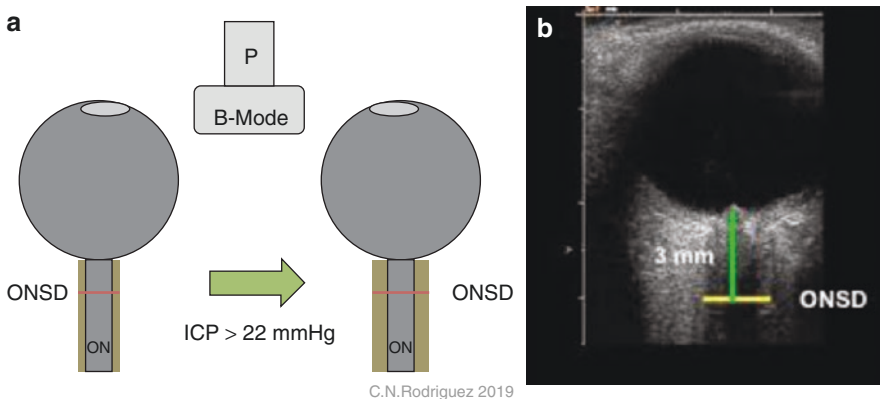 a
P
B-Mode
ONSD
ONSD
ICP > 22 mmHg
ON
ON
C.N.Rodriguez 2019
b
3 mm
ONSD